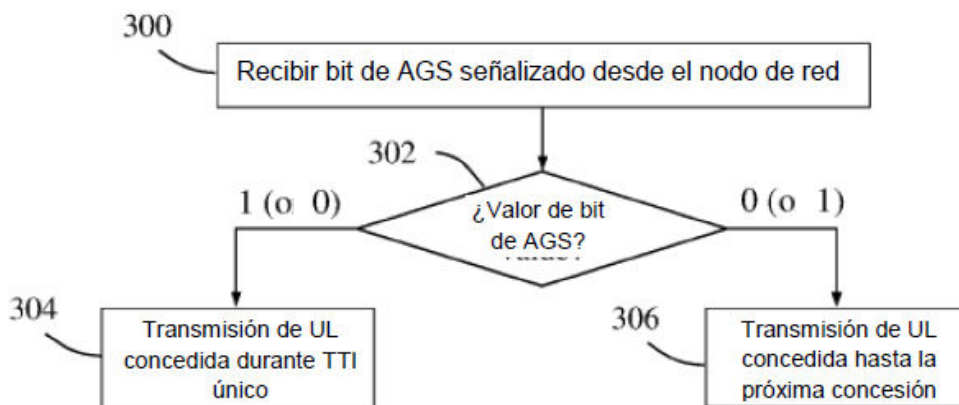 300
Recibir bit de AGS señalizado desde el nodo de red
302
1 (o 0)
0 (o 1)
¿Valor de bit
de AGS?
304
Transmisión de UL
concedida durante TTI
único
306
Transmisión de UL
concedida hasta la
próxima concesión